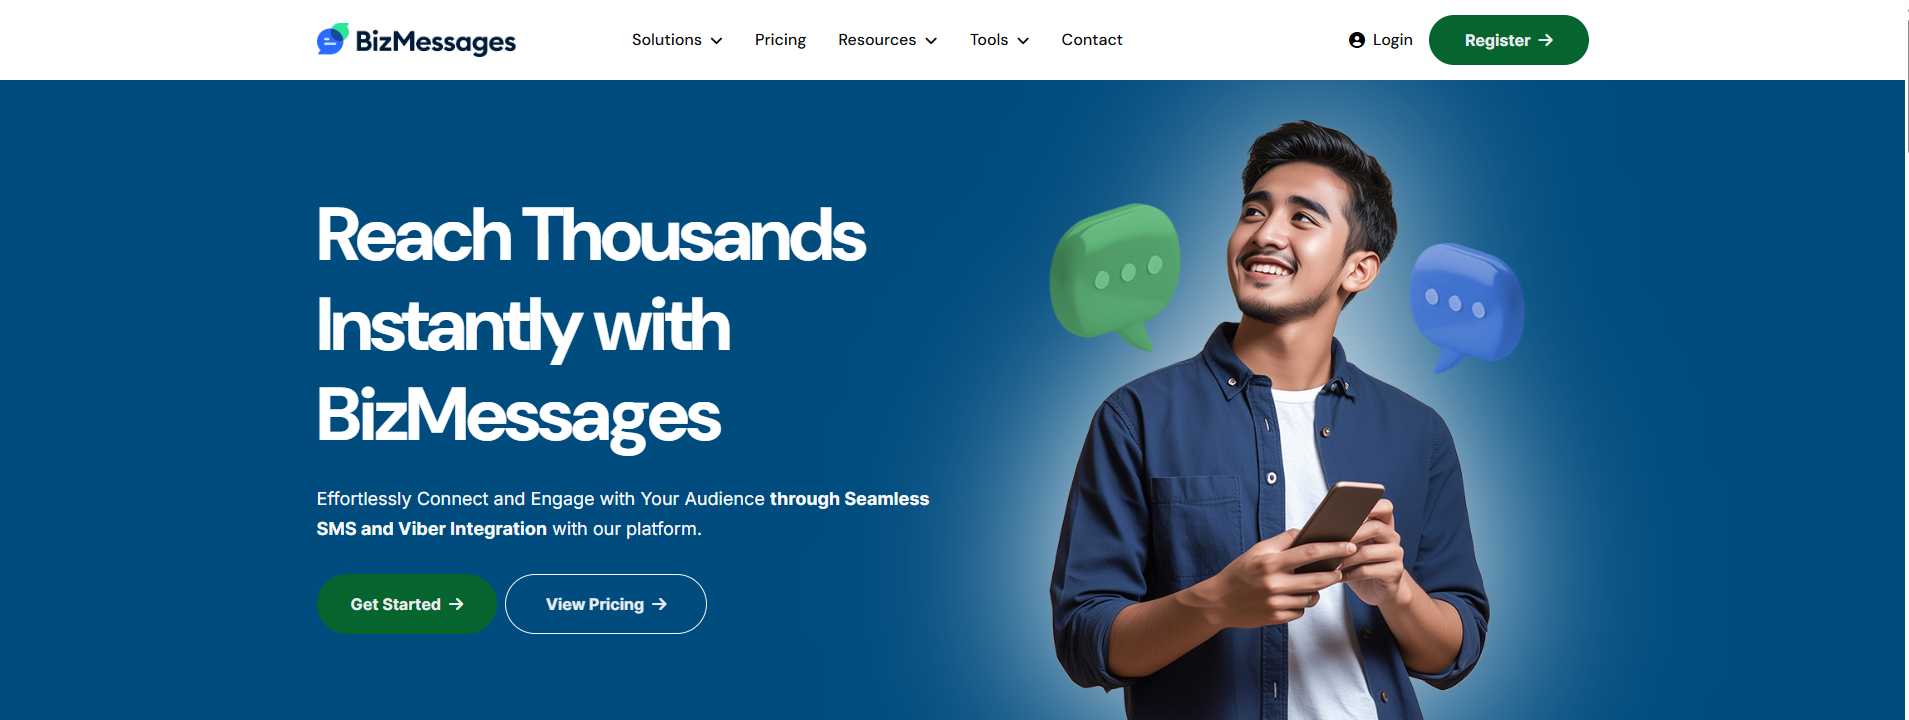 BizMessages
Solutions
Pricing
Resources
Tools
Contact
Login
Register
Reach Thousands
Instantly with
BizMessages
Effortlessly Connect and Engage with Your Audience through Seamless
SMS and Viber Integration with our platform.
Get Started
View Pricing